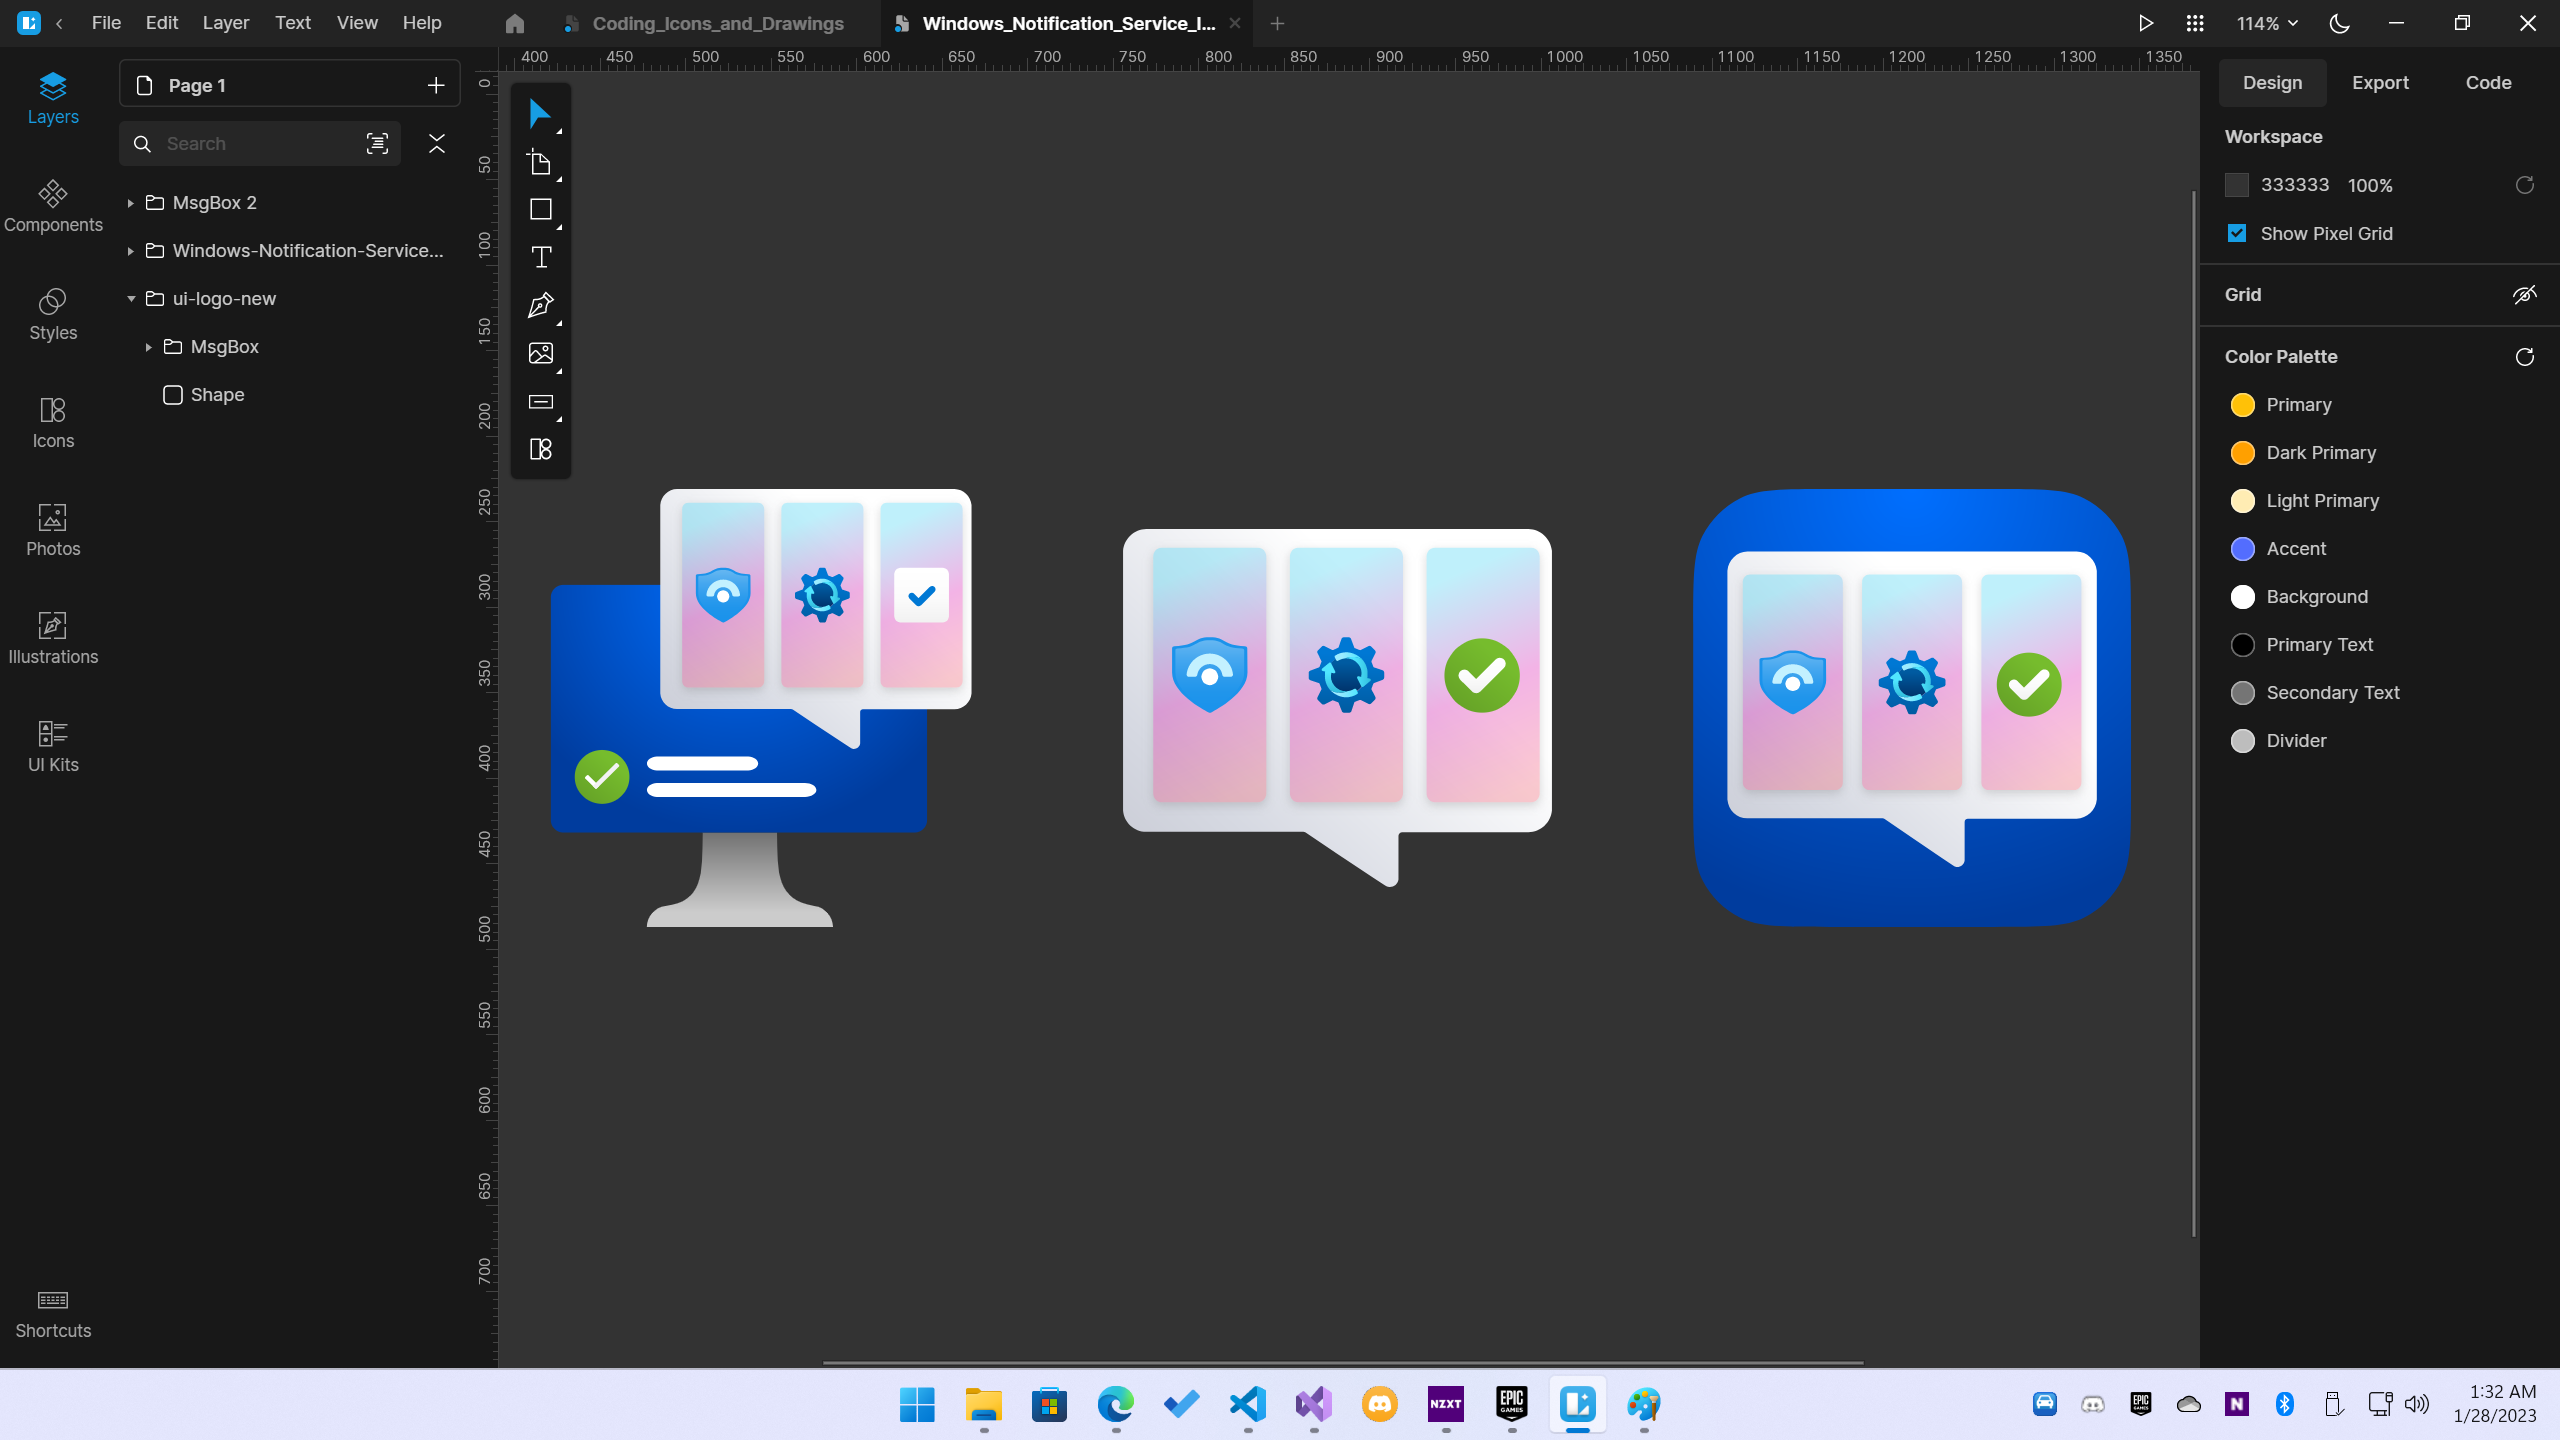 File Edit Layer Text View Help
Coding_Icons_and_Drawings
Windows_Notification_Service_I...
114%
Layers
Components
Styles
Icons
Photos
Illustrations
UI Kits
Shortcuts
Page 1
Search
MsgBox 2
Windows-Notification-Service...
ui-logo-new
MsgBox
Shape
400 450 500 550 600 650 700 750 800 850 900 950 1000 1050 1100 1150 1200 1250 1300 1350
0
50
100
150
200
250
300
350
400
450
500
550
600
650
700
Design Export Code
Workspace
333333 100%
Show Pixel Grid
Grid
Color Palette
Primary
Dark Primary
Light Primary
Accent
Background
Primary Text
Secondary Text
Divider
NZXT
EPIC
GAMES
EPIC
GAMES
N
1:32 AM
1/28/2023